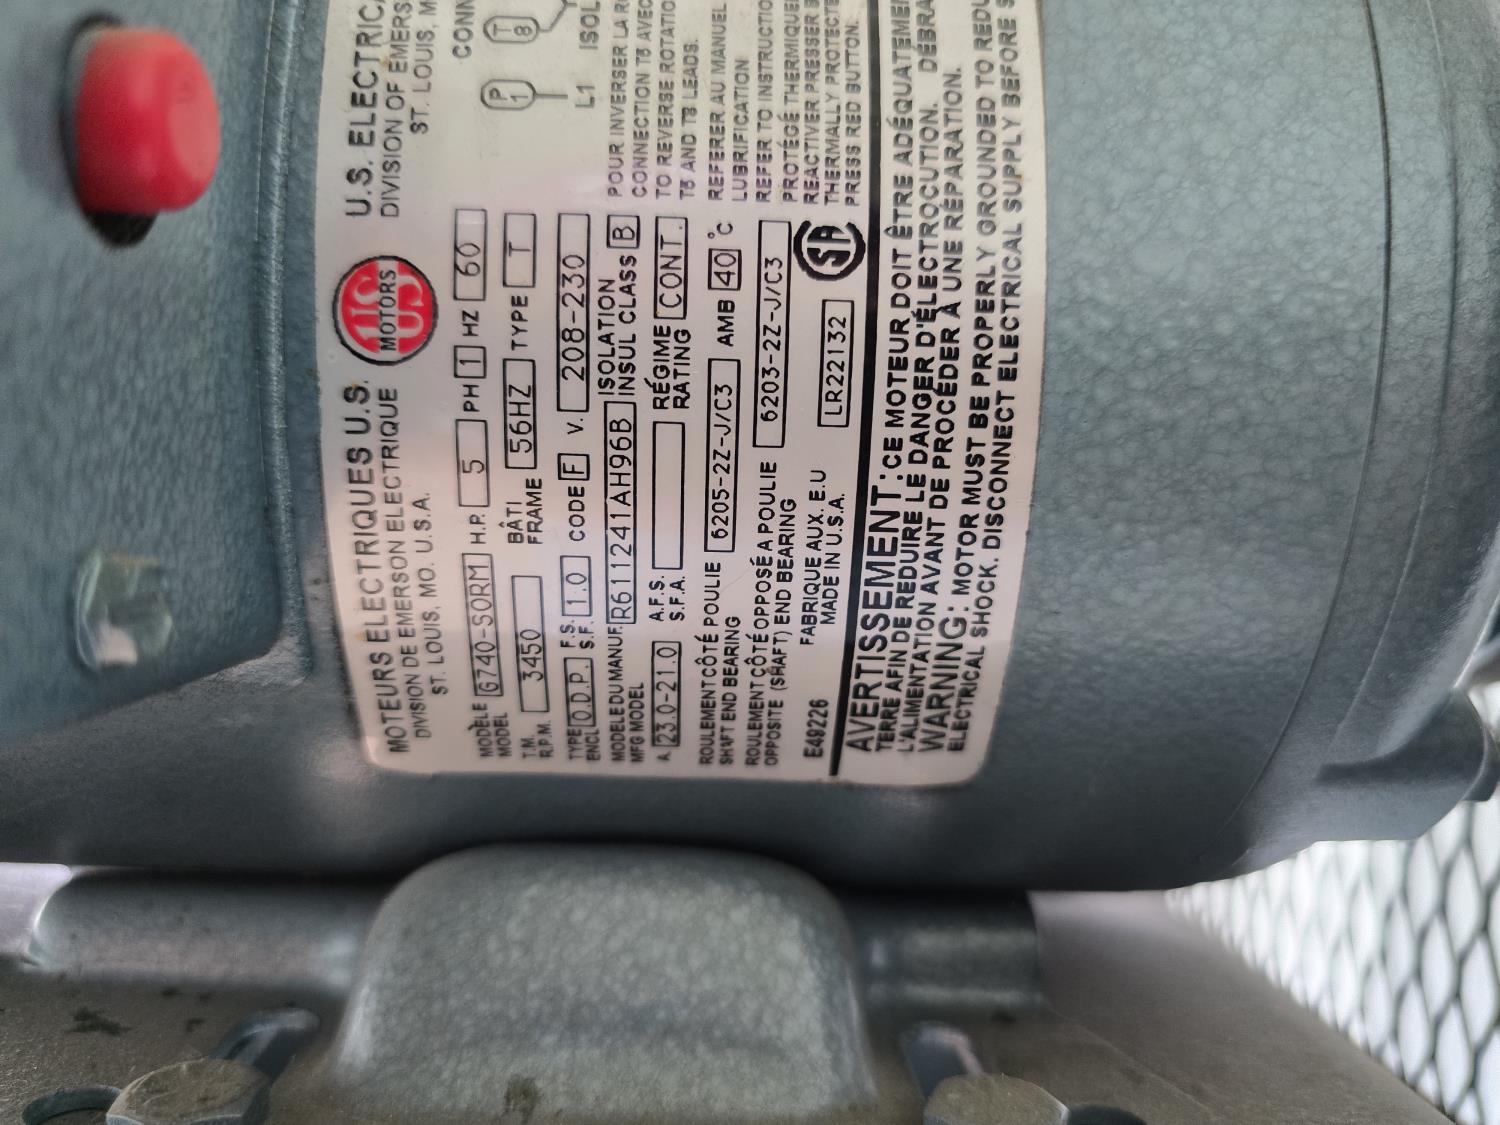 MOTEURS ELECTRIQUES U.S.
DIVISION DE EMERSON ELECTRIQUE
ST. LOUIS, MO. U.S.A.
US
MOTORS
U.S. ELECTRICA
DIVISION OF EMERS
ST. LOUIS, M
MODÈLE
MODEL
G740-SORM
H.P. 5
PH 1
HZ 60
T.M.
R.P.M.
3450
BÂTI
FRAME
56HZ
TYPE T
TYPE
ENCL
O.D.P.
F.S.
S.F.
1.0
CODE F
V. 208-230
MODELE DU MANUF.
MFG MODEL
R611241AH96B
ISOLATION
INSUL CLASS
B
A. 23.0-21.0
A.F.S.
S.F.A.
RÉGIME
RATING
CONT.
ROULEMENT CÔTÉ POULIE
SHAFT END BEARING
6205-2Z-J/C3
AMB 40 °C
ROULEMENT CÔTÉ OPPOSÉ A POULIE
OPPOSITE (SHAFT) END BEARING
6203-2Z-J/C3
E49226
FABRIQUE AUX. E.U
MADE IN U.S.A.
LR22132
SA
CONN
P
1
T
8
L1
ISOL
POUR INVERSER LA RO
CONNECTION T5 AVEC
TO REVERSE ROTATIO
T5 AND T8 LEADS.
REFERER AU MANUEL
LUBRIFICATION
REFER TO INSTRUCTIO
PROTÉGÉ THERMIQUE
REACTIVER PRESSER
THERMALLY PROTECTE
PRESS RED BUTTON.
AVERTISSEMENT: CE MOTEUR DOIT ÊTRE ADÉQUATEME
TERRE AFIN DE REDUIRE LE DANGER D'ÉLECTROCUTION. DÉBRA
L'ALIMENTATION AVANT DE PROCÉDER À UNE RÉPARATION.
WARNING: MOTOR MUST BE PROPERLY GROUNDED TO REDU
ELECTRICAL SHOCK. DISCONNECT ELECTRICAL SUPPLY BEFORE S